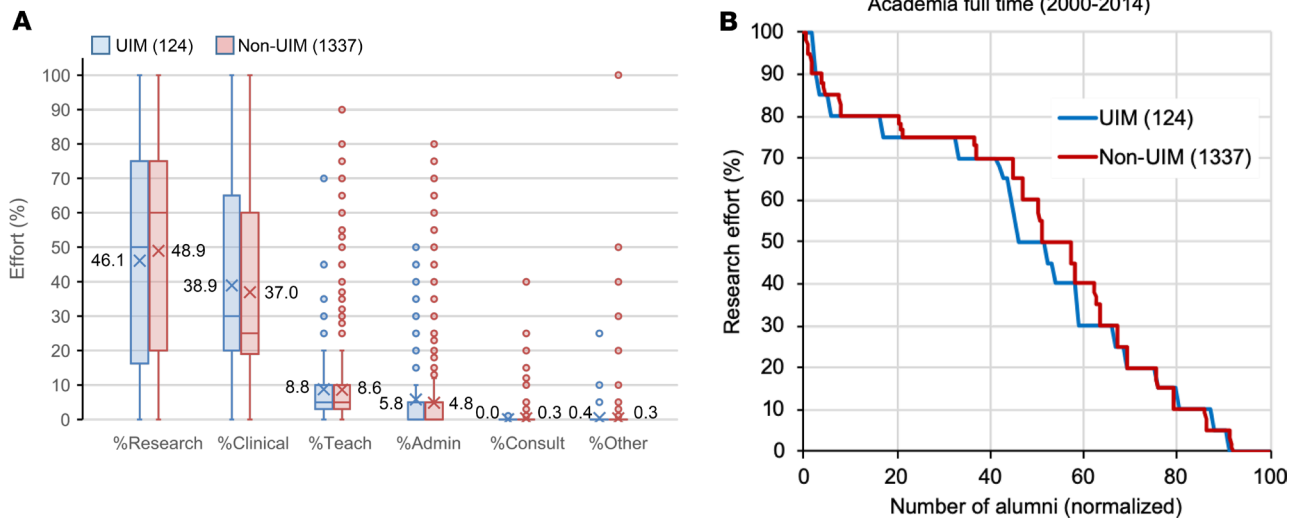 A
UIM (124)
Non-UIM (1337)
Effort (%)
100
90
80
70
60
50
40
30
20
10
0
46.1
48.9
38.9
37.0
8.8
8.6
5.8
4.8
0.0
0.3
0.4
0.3
%Research
%Clinical
%Teach
%Admin
%Consult
%Other
B
Academia full time (2000-2014)
Research effort (%)
100
90
80
70
60
50
40
30
20
10
0
UIM (124)
Non-UIM (1337)
0 20 40 60 80 100
Number of alumni (normalized)